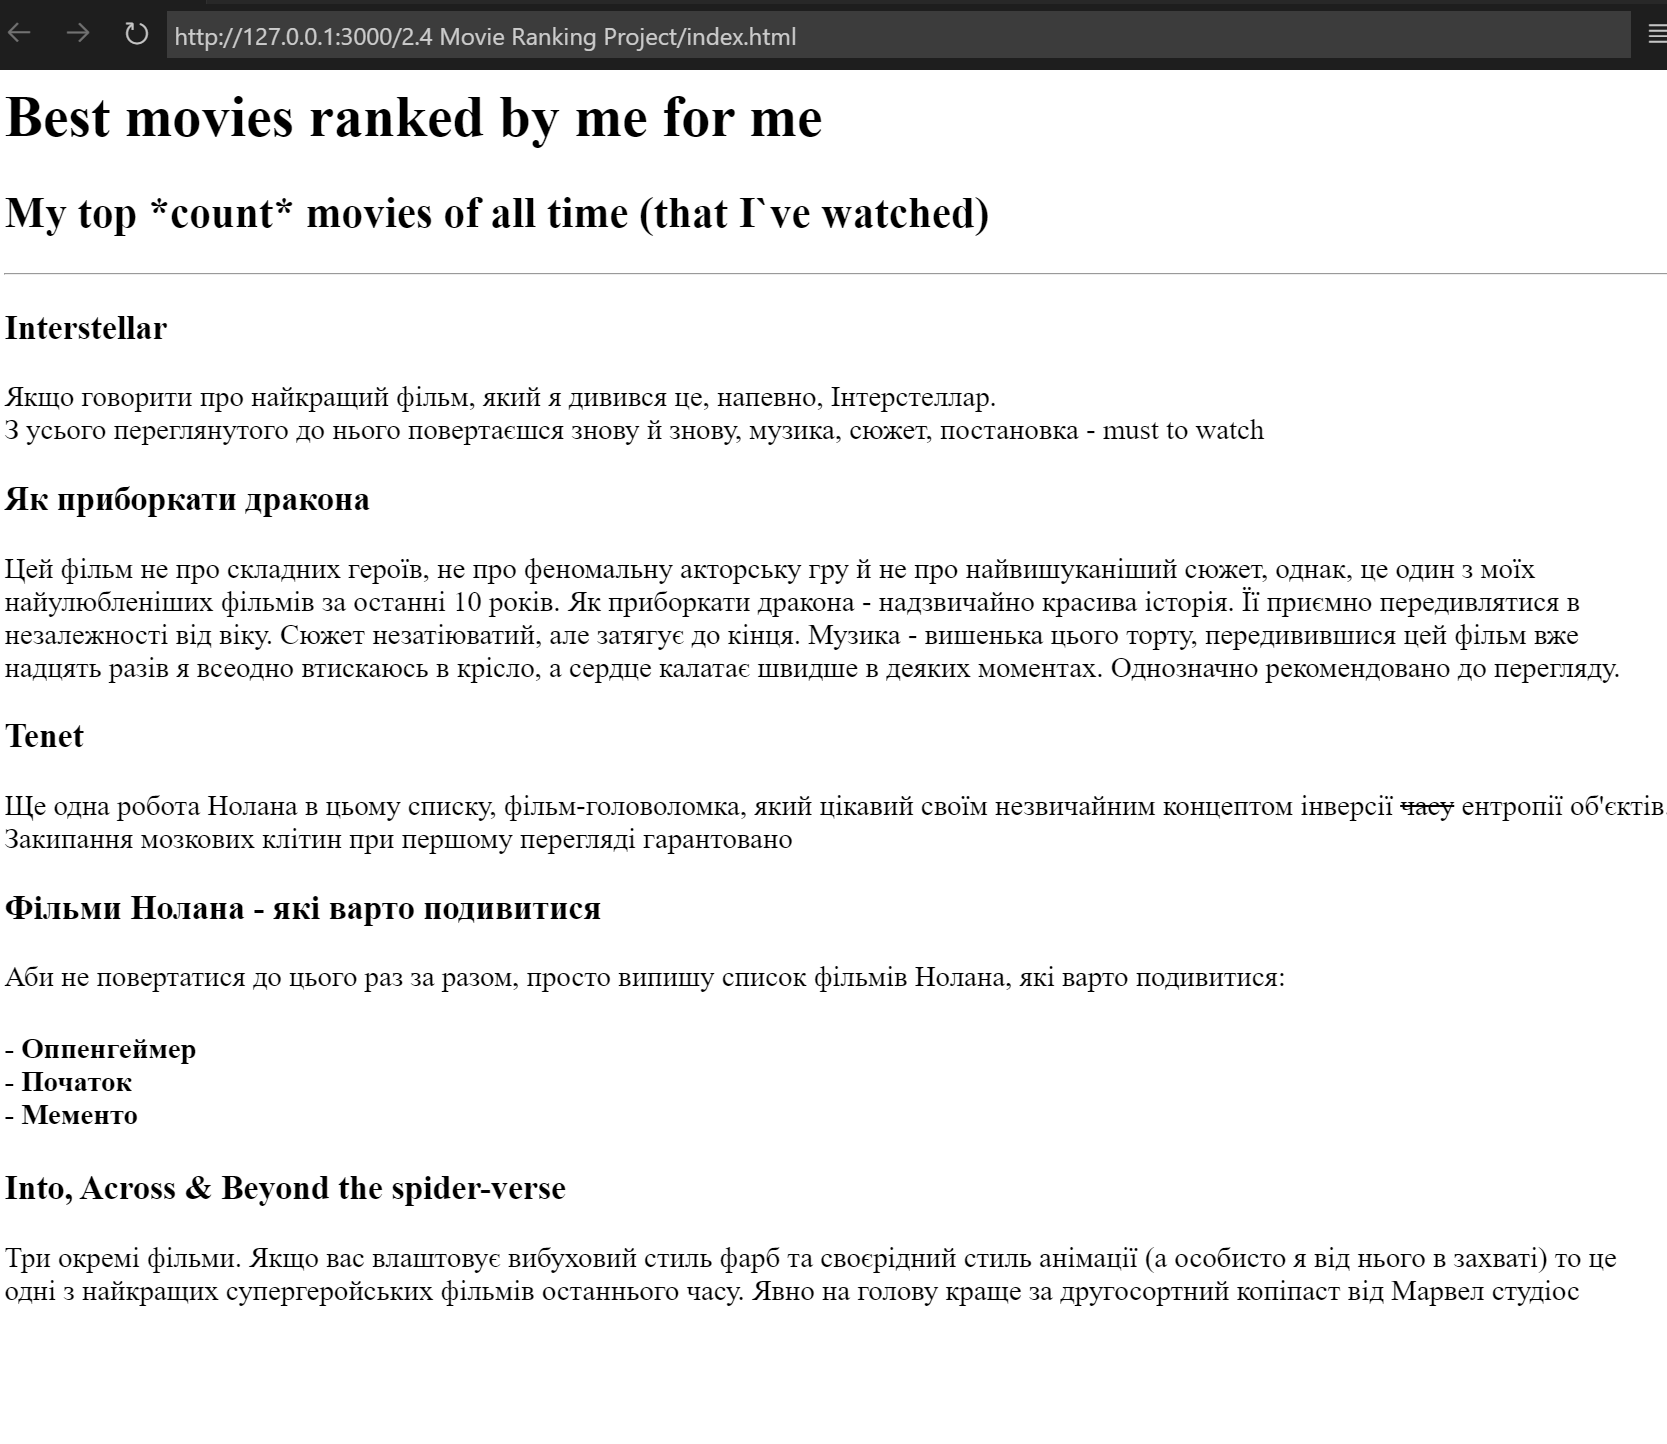 http://127.0.0.1:3000/2.4 Movie Ranking Project/index.html
Best movies ranked by me for me
My top *count* movies of all time (that I`ve watched)
Interstellar
Якщо говорити про найкращий фільм, який я дивився це, напевно, Інтерстеллар.
З усього переглянутого до нього повертаєшся знову й знову, музика, сюжет, постановка - must to watch
Як приборкати дракона
Цей фільм не про складних героїв, не про феномальну акторську гру й не про найвишуканіший сюжет, однак, це один з моїх
найулюбленіших фільмів за останні 10 років. Як приборкати дракона - надзвичайно красива історія. Її приємно передивлятися в
незалежності від віку. Сюжет незатіюватий, але затягує до кінця. Музика - вишенька цього торту, передивившися цей фільм вже
надцять разів я всеодно втискаюсь в крісло, а сердце калатає швидше в деяких моментах. Однозначно рекомендовано до перегляду.
Tenet
Ще одна робота Нолана в цьому списку, фільм-головоломка, який цікавий своїм незвичайним концептом інверсії часу ентропії об'єктів.
Закипання мозкових клітин при першому перегляді гарантовано
Фільми Нолана - які варто подивитися
Аби не повертатися до цього раз за разом, просто випишу список фільмів Нолана, які варто подивитися:
- Оппенгеймер
- Початок
- Мементо
Into, Across & Beyond the spider-verse
Три окремі фільми. Якщо вас влаштовує вибуховий стиль фарб та своєрідний стиль анімації (а особисто я від нього в захваті) то це
одні з найкращих супергеройських фільмів останнього часу. Явно на голову краще за другосортний копіпаст від Марвел студіос